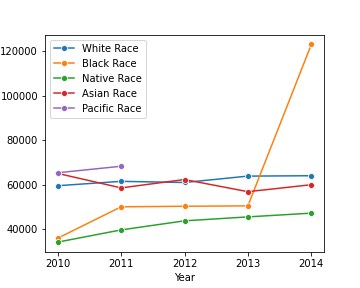 White Race
Black Race
Native Race
Asian Race
Pacific Race
120000
100000
80000
60000
40000
2010 2011 2012 2013 2014
Year